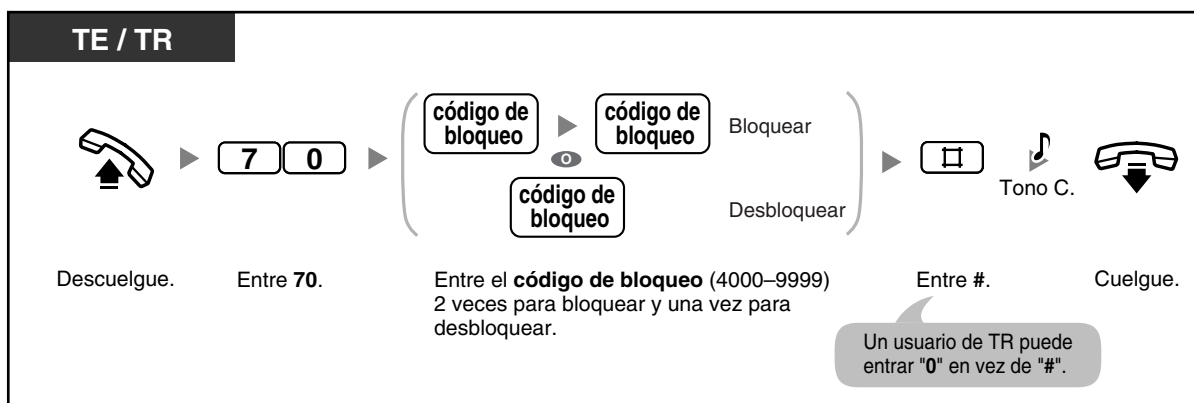 TE / TR
código de
bloqueo
código de
bloqueo
Bloquear
7 0
O
#
Tono C.
código de
bloqueo
Desbloquear
Descuelgue.
Entre 70.
Entre el código de bloqueo (4000–9999)
2 veces para bloquear y una vez para
desbloquear.
Entre #.
Cuelgue.
Un usuario de TR puede
entrar "0" en vez de "#".